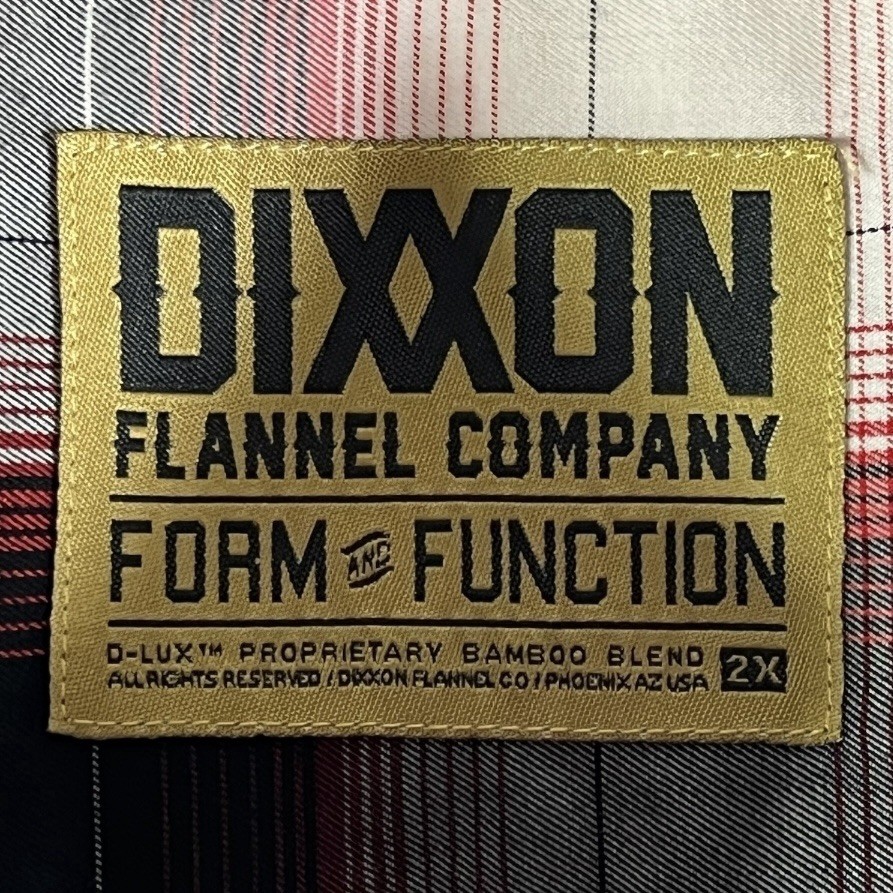 DIXXON
FLANNEL COMPANY
FORM AND FUNCTION
D-LUX™ PROPRIETARY BAMBOO BLEND
ALL RIGHTS RESERVED / DIXXON FLANNEL CO / PHOENIX AZ USA
2X